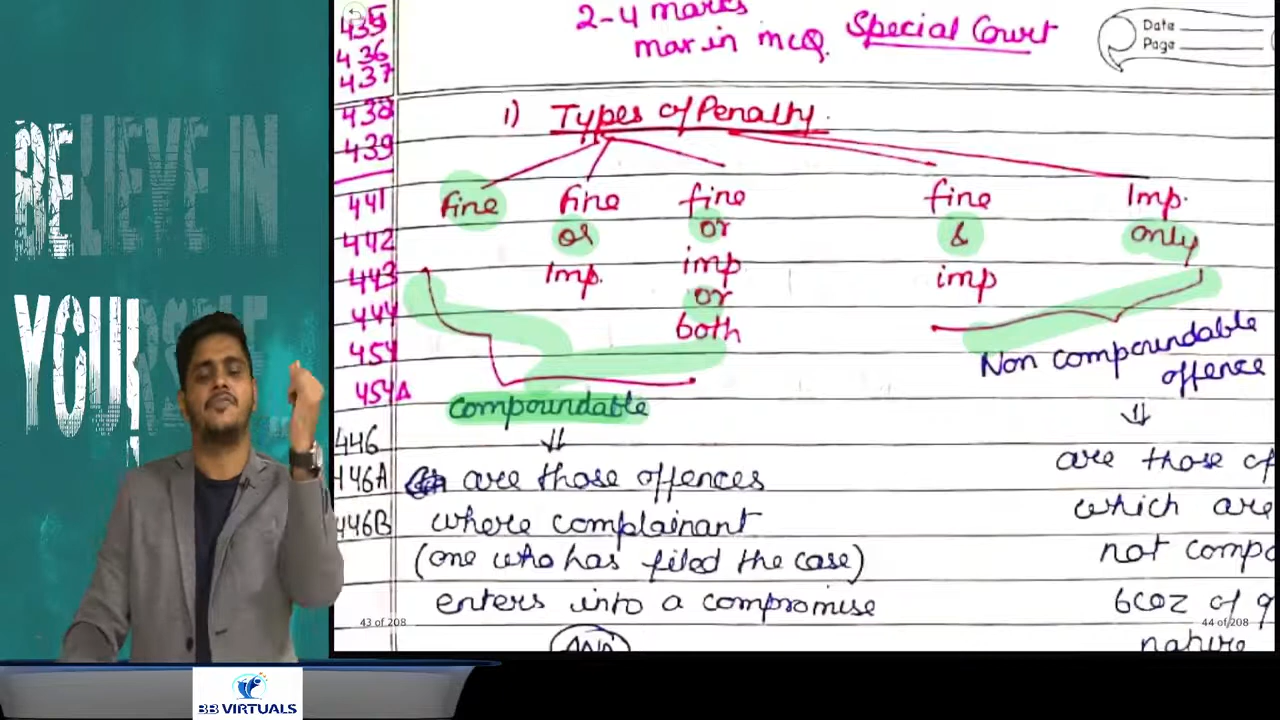 BELIEVE IN
YOURSELF
435
436
437
438
439
441
442
443
444
454
454A
446
446A
446B
2-4 marks
max in mcQ. Special Court
Date
Page
1) Types of Penalty.
fine fine fine fine Imp.
or or & only
Imp. imp imp
or
both
compoundable
Non compoundable
offence
are those offences
where complainant
(one who has filed the case)
enters into a compromise
AND
are those of
which are
not compo
bcoz of g
nature
43 of 208
44 of 208
BB VIRTUALS